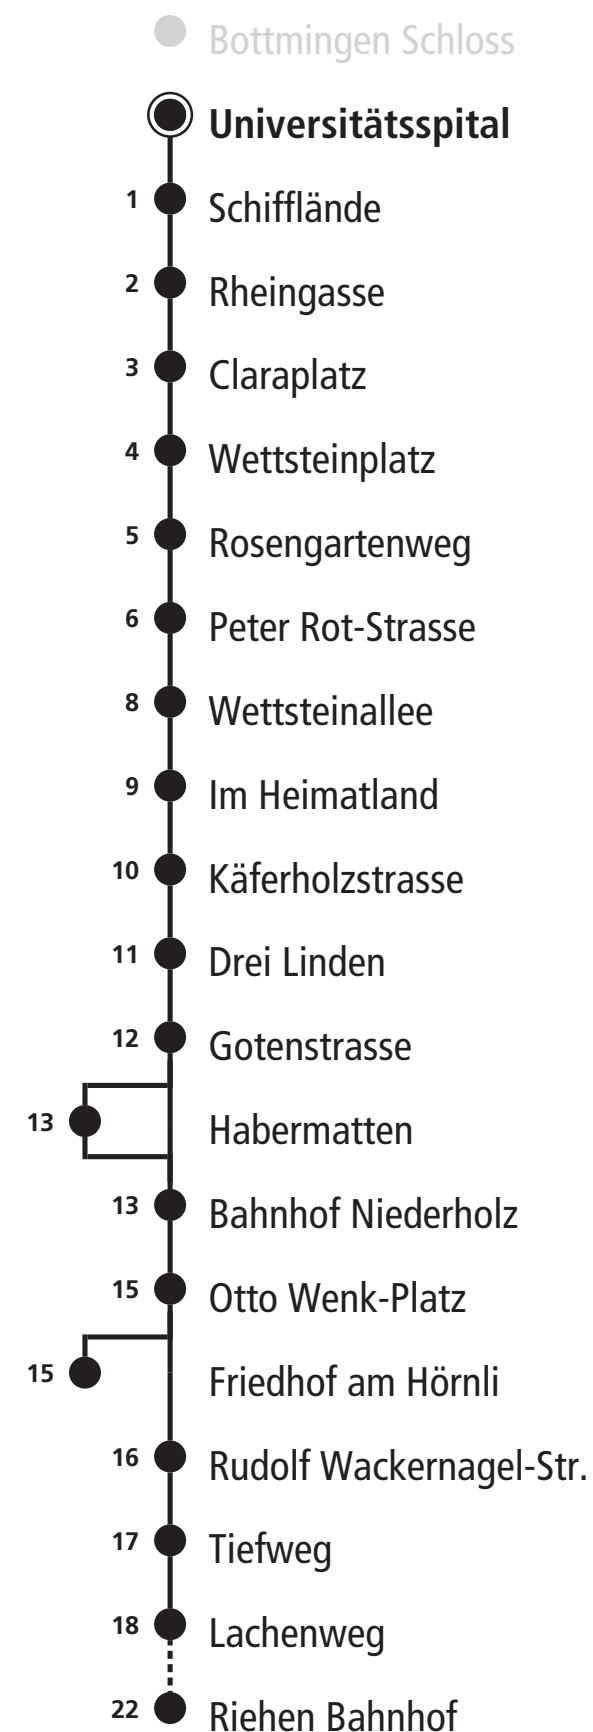 Bottmingen Schloss
Universitätsspital
1 Schifflände
2 Rheingasse
3 Claraplatz
4 Wettsteinplatz
5 Rosengartenweg
6 Peter Rot-Strasse
8 Wettsteinallee
9 Im Heimatland
10 Käferholzstrasse
11 Drei Linden
12 Gotenstrasse
13 Habermatten
13 Bahnhof Niederholz
15 Otto Wenk-Platz
15 Friedhof am Hörnli
16 Rudolf Wackernagel-Str.
17 Tiefweg
18 Lachenweg
22 Riehen Bahnhof